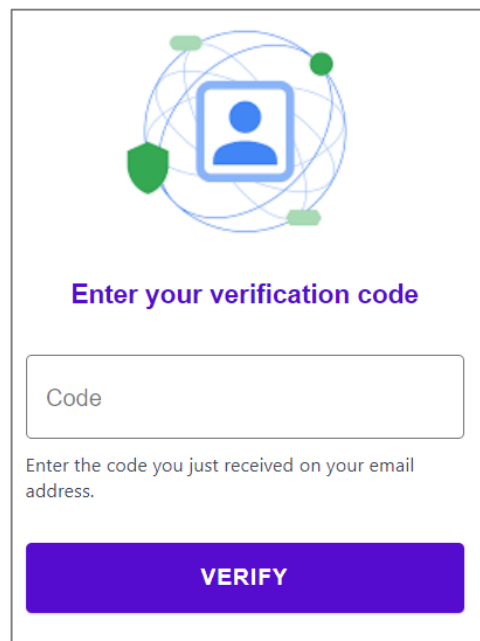 Enter your verification code
Code
Enter the code you just received on your email
address.
VERIFY